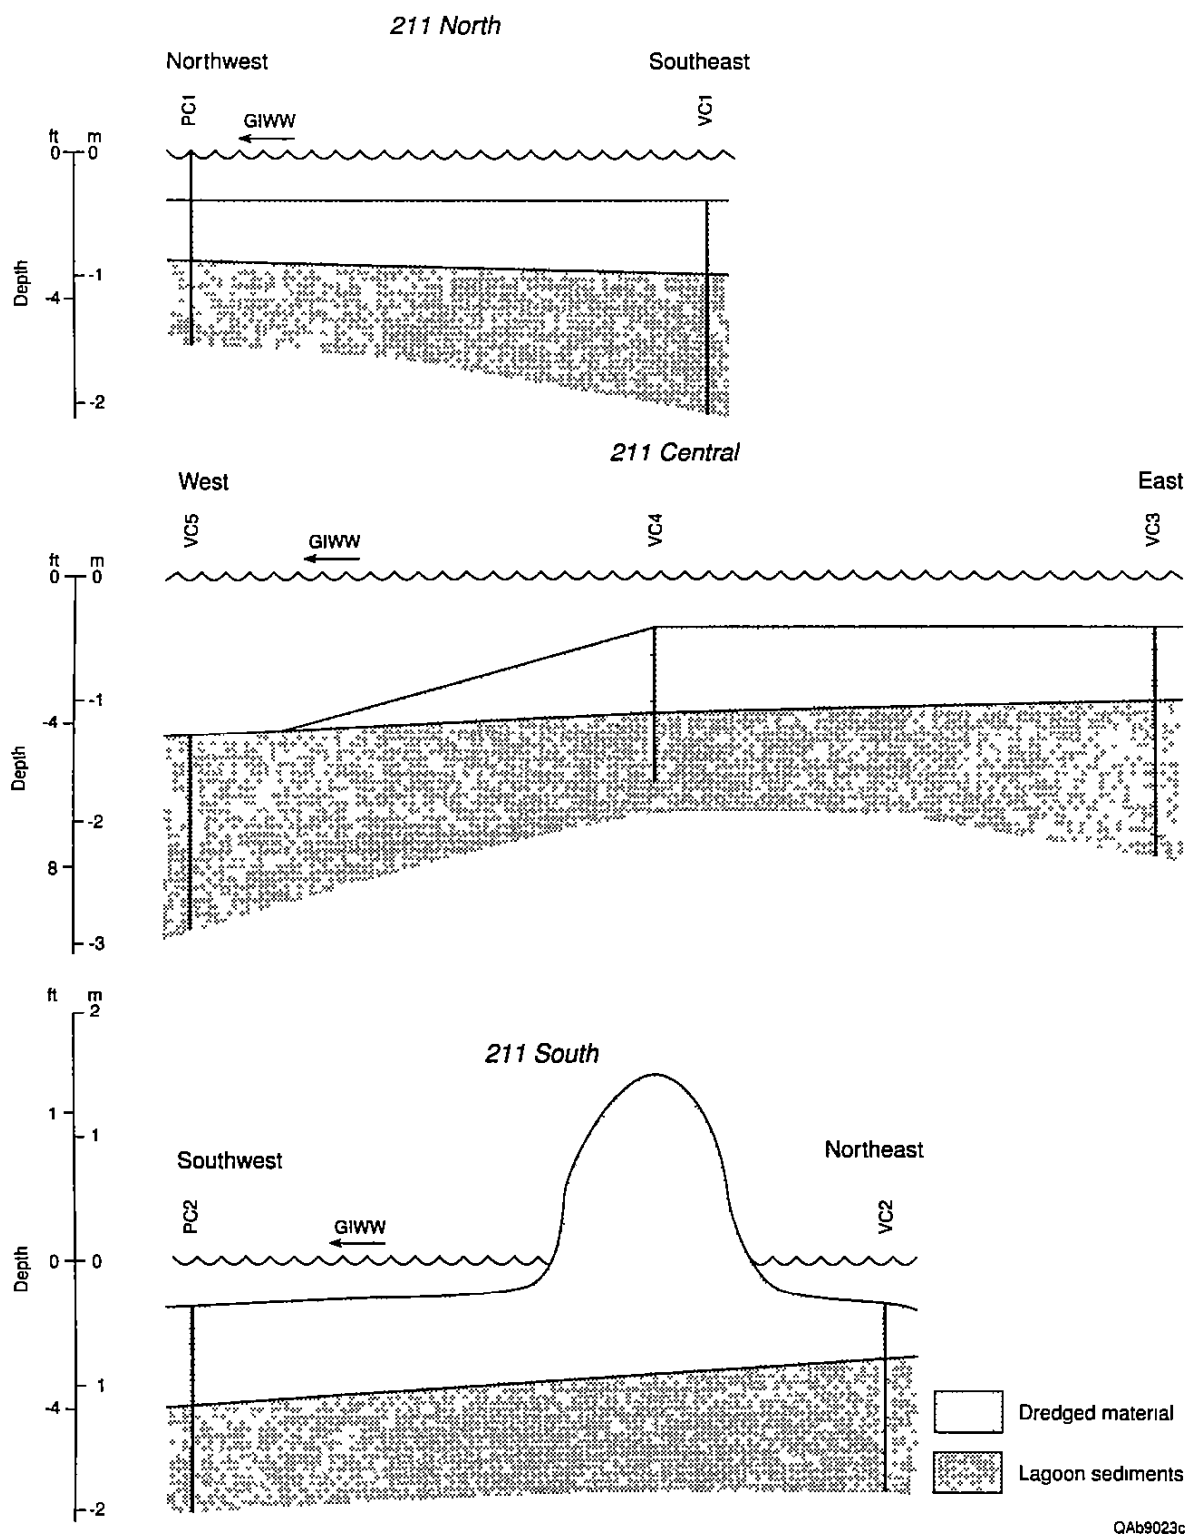 211 North
Northwest
Southeast
PC1
VC1
GIWW
ft m
0 0
-1
-4
-2
Depth
211 Central
West
East
VC5
VC4
VC3
GIWW
ft m
0 0
-1
-4
-2
8
-3
Depth
ft m
2
211 South
1
1
Southwest
Northeast
PC2
VC2
GIWW
0 0
Depth
1
-4
-2
Dredged material
Lagoon sediments
QAb9023c